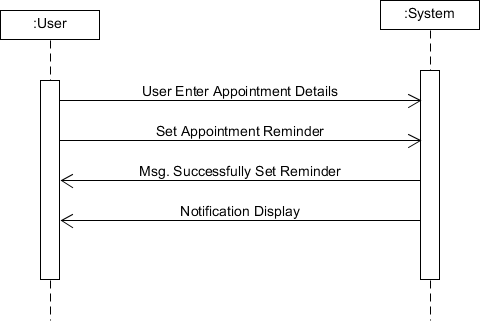 :User
:System
User Enter Appointment Details
Set Appointment Reminder
Msg. Successfully Set Reminder
Notification Display